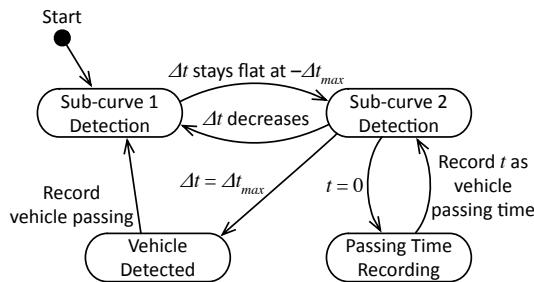 Start
Δt stays flat at −Δt_max
Sub-curve 1
Detection
Sub-curve 2
Detection
Δt decreases
Δt = Δt_max
t = 0
Record t as
vehicle
passing time
Record
vehicle passing
Vehicle
Detected
Passing Time
Recording